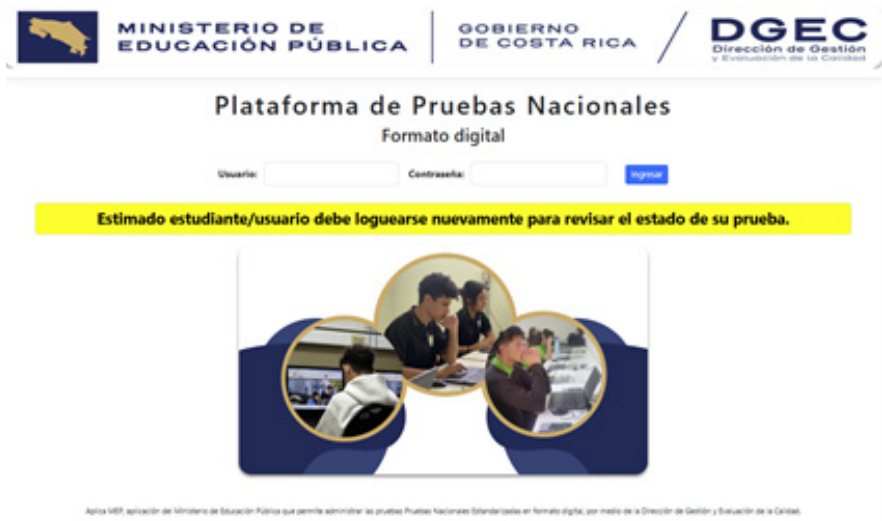 MINISTERIO DE
EDUCACIÓN PÚBLICA
GOBIERNO
DE COSTA RICA
DGEC
Dirección de Gestión
y Evaluación de la Calidad
Plataforma de Pruebas Nacionales
Formato digital
Usuario:
Contraseña:
Ingresar
Estimado estudiante/usuario debe loguearse nuevamente para revisar el estado de su prueba.
Aplica MEP, aplicación del Ministerio de Educación Pública que permite administrar las pruebas Pruebas Nacionales Estandarizadas en formato digital, por medio de la Dirección de Gestión y Evaluación de la Calidad.